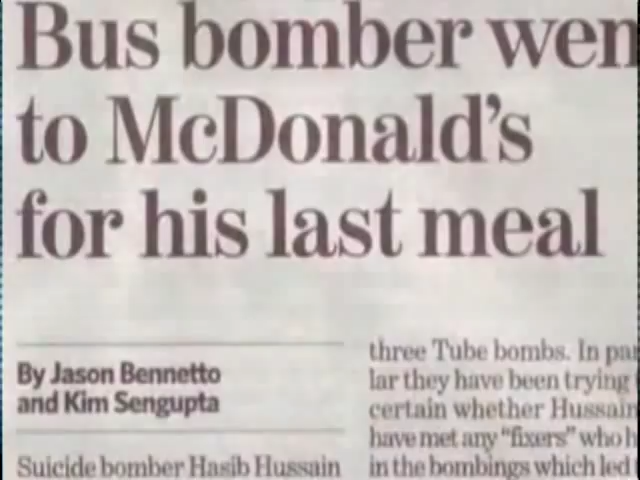 Bus bomber wen
to McDonald's
for his last meal
By Jason Bennetto
and Kim Sengupta
Suicide bomber Hasib Hussain
three Tube bombs. In par
lar they have been trying
certain whether Hussain
have met any "fixers" who h
in the bombings which led